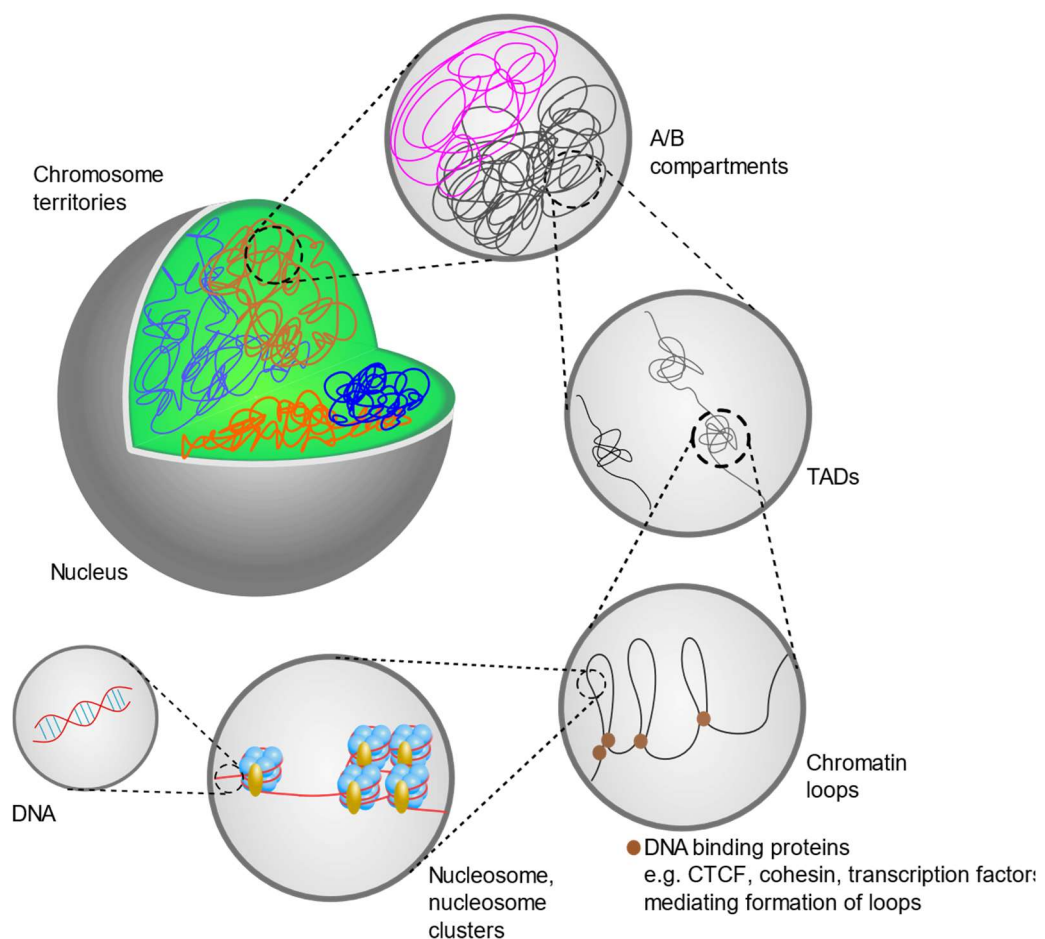 A/B
compartments
Chromosome
territories
TADs
Nucleus
Chromatin
loops
DNA
DNA binding proteins
e.g. CTCF, cohesin, transcription factors
mediating formation of loops
Nucleosome,
nucleosome
clusters